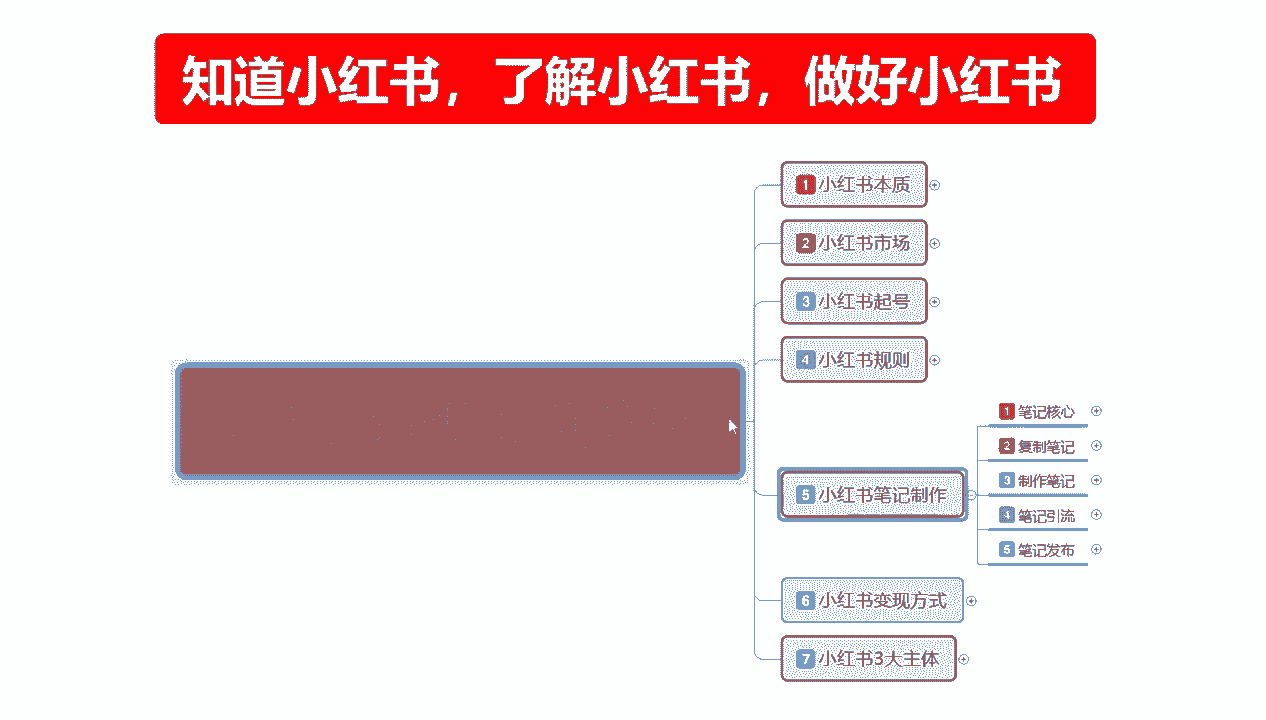 知道小红书，了解小红书，做好小红书
1 小红书本质
2 小红书市场
3 小红书起号
4 小红书规则
5 小红书笔记制作
1 笔记核心
2 复制笔记
3 制作笔记
4 笔记引流
5 笔记发布
6 小红书变现方式
7 小红书3大主体